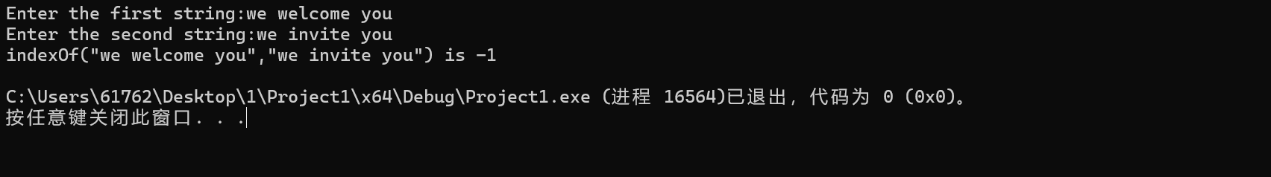 Enter the first string:we welcome you
Enter the second string:we invite you
indexOf("we welcome you","we invite you") is -1
C:\Users\61762\Desktop\1\Project1\x64\Debug\Project1.exe (进程 16564)已退出，代码为 0 (0x0)。
按任意键关闭此窗口. . .